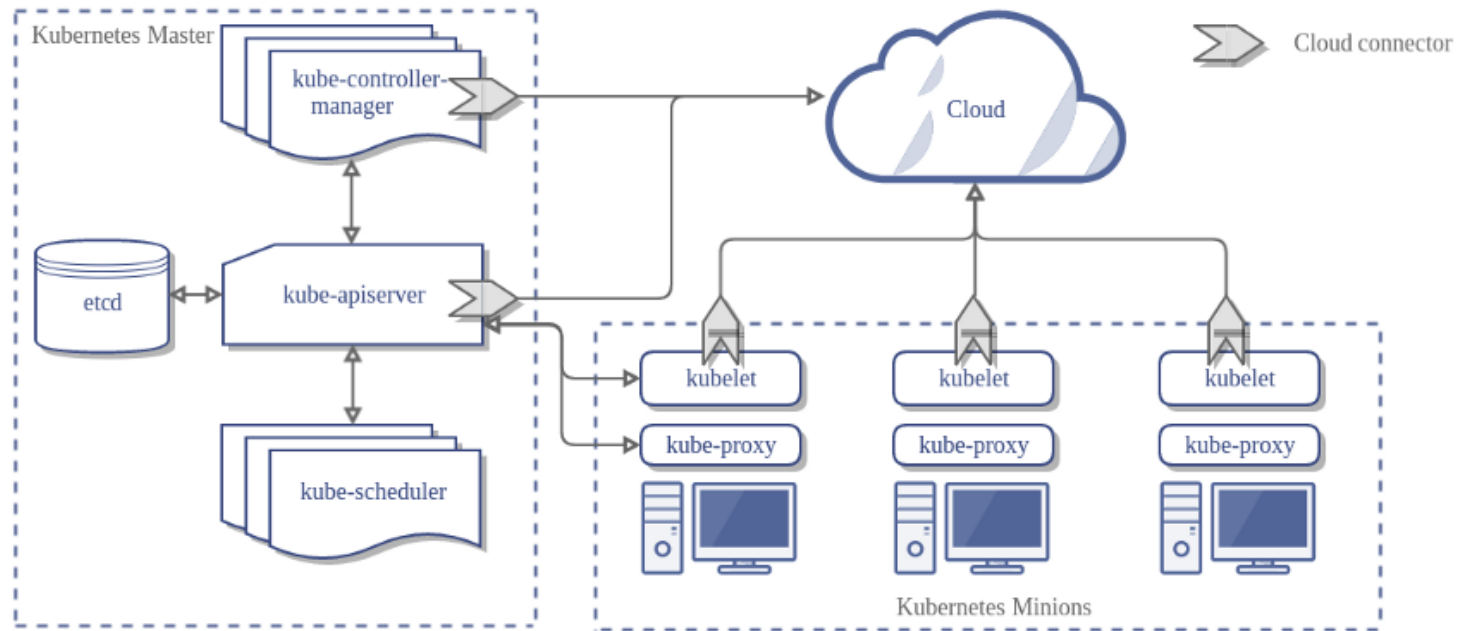 Kubernetes Master
kube-controller-
manager
Cloud
Cloud connector
etcd
kube-apiserver
kubelet
kubelet
kubelet
kube-proxy
kube-proxy
kube-proxy
kube-scheduler
Kubernetes Minions